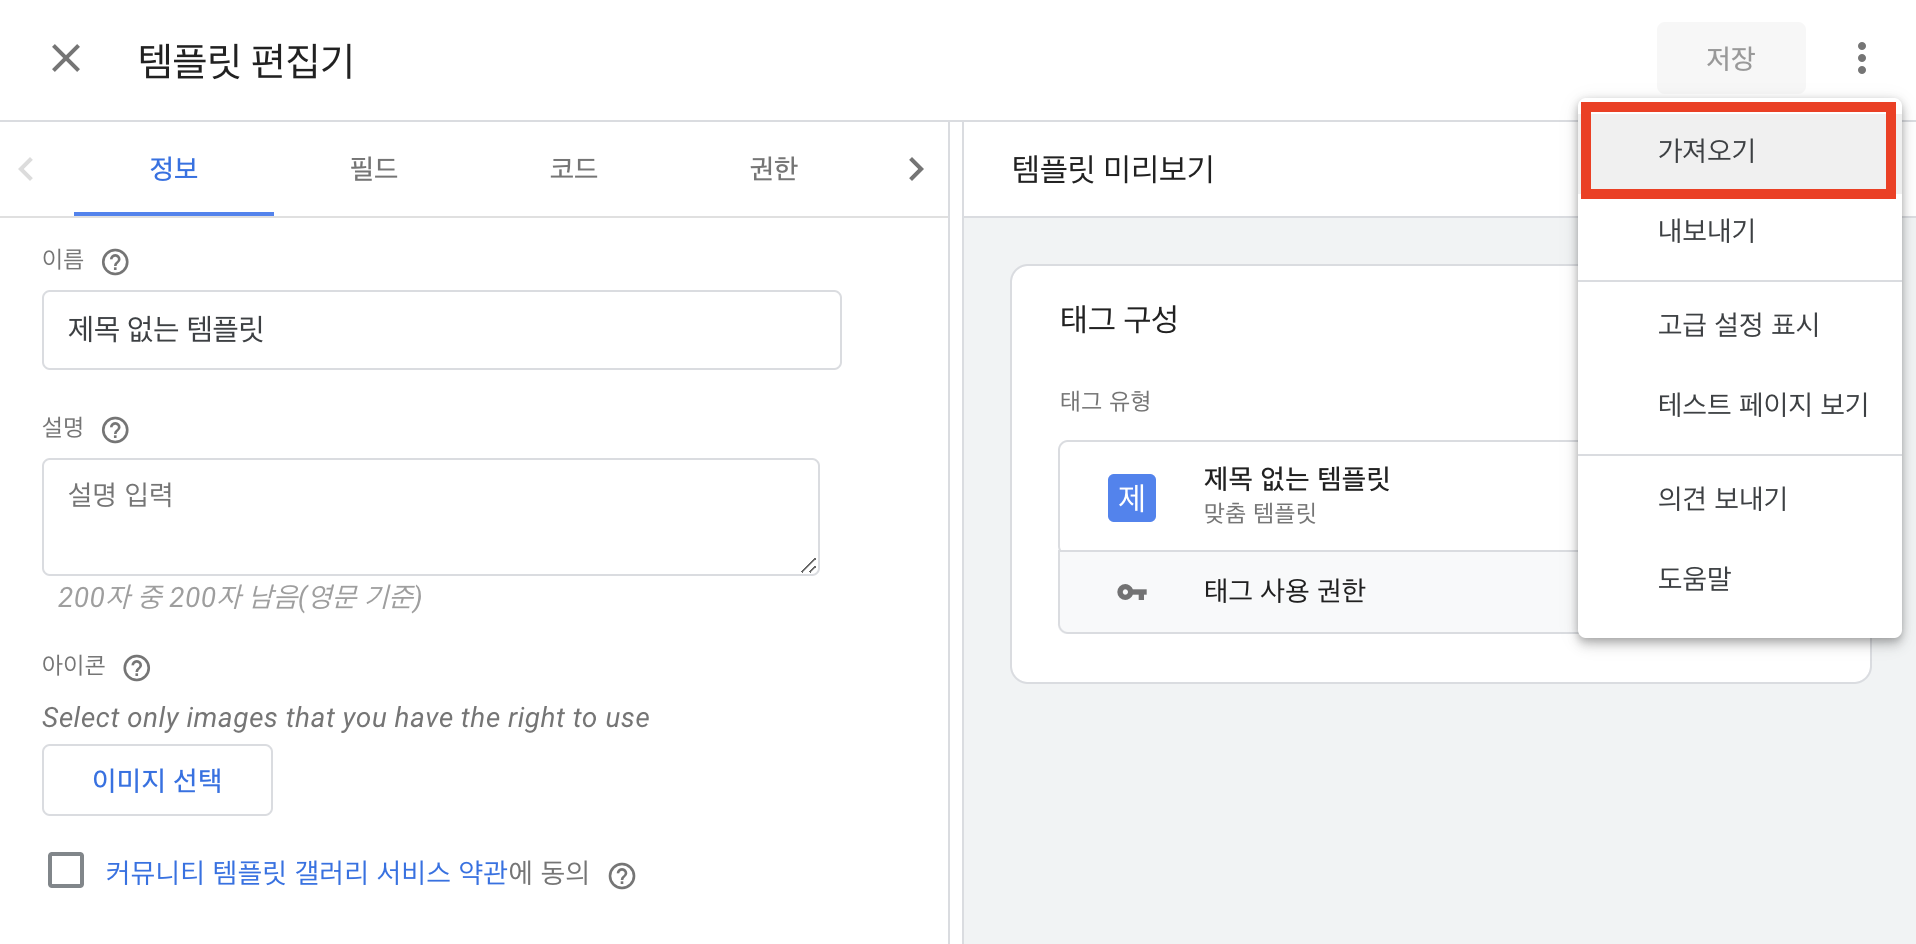 템플릿 편집기
저장
정보
필드
코드
권한
이름
제목 없는 템플릿
설명
설명 입력
200자 중 200자 남음(영문 기준)
아이콘
Select only images that you have the right to use
이미지 선택
커뮤니티 템플릿 갤러리 서비스 약관에 동의
템플릿 미리보기
태그 구성
태그 유형
제
제목 없는 템플릿
맞춤 템플릿
태그 사용 권한
가져오기
내보내기
고급 설정 표시
테스트 페이지 보기
의견 보내기
도움말